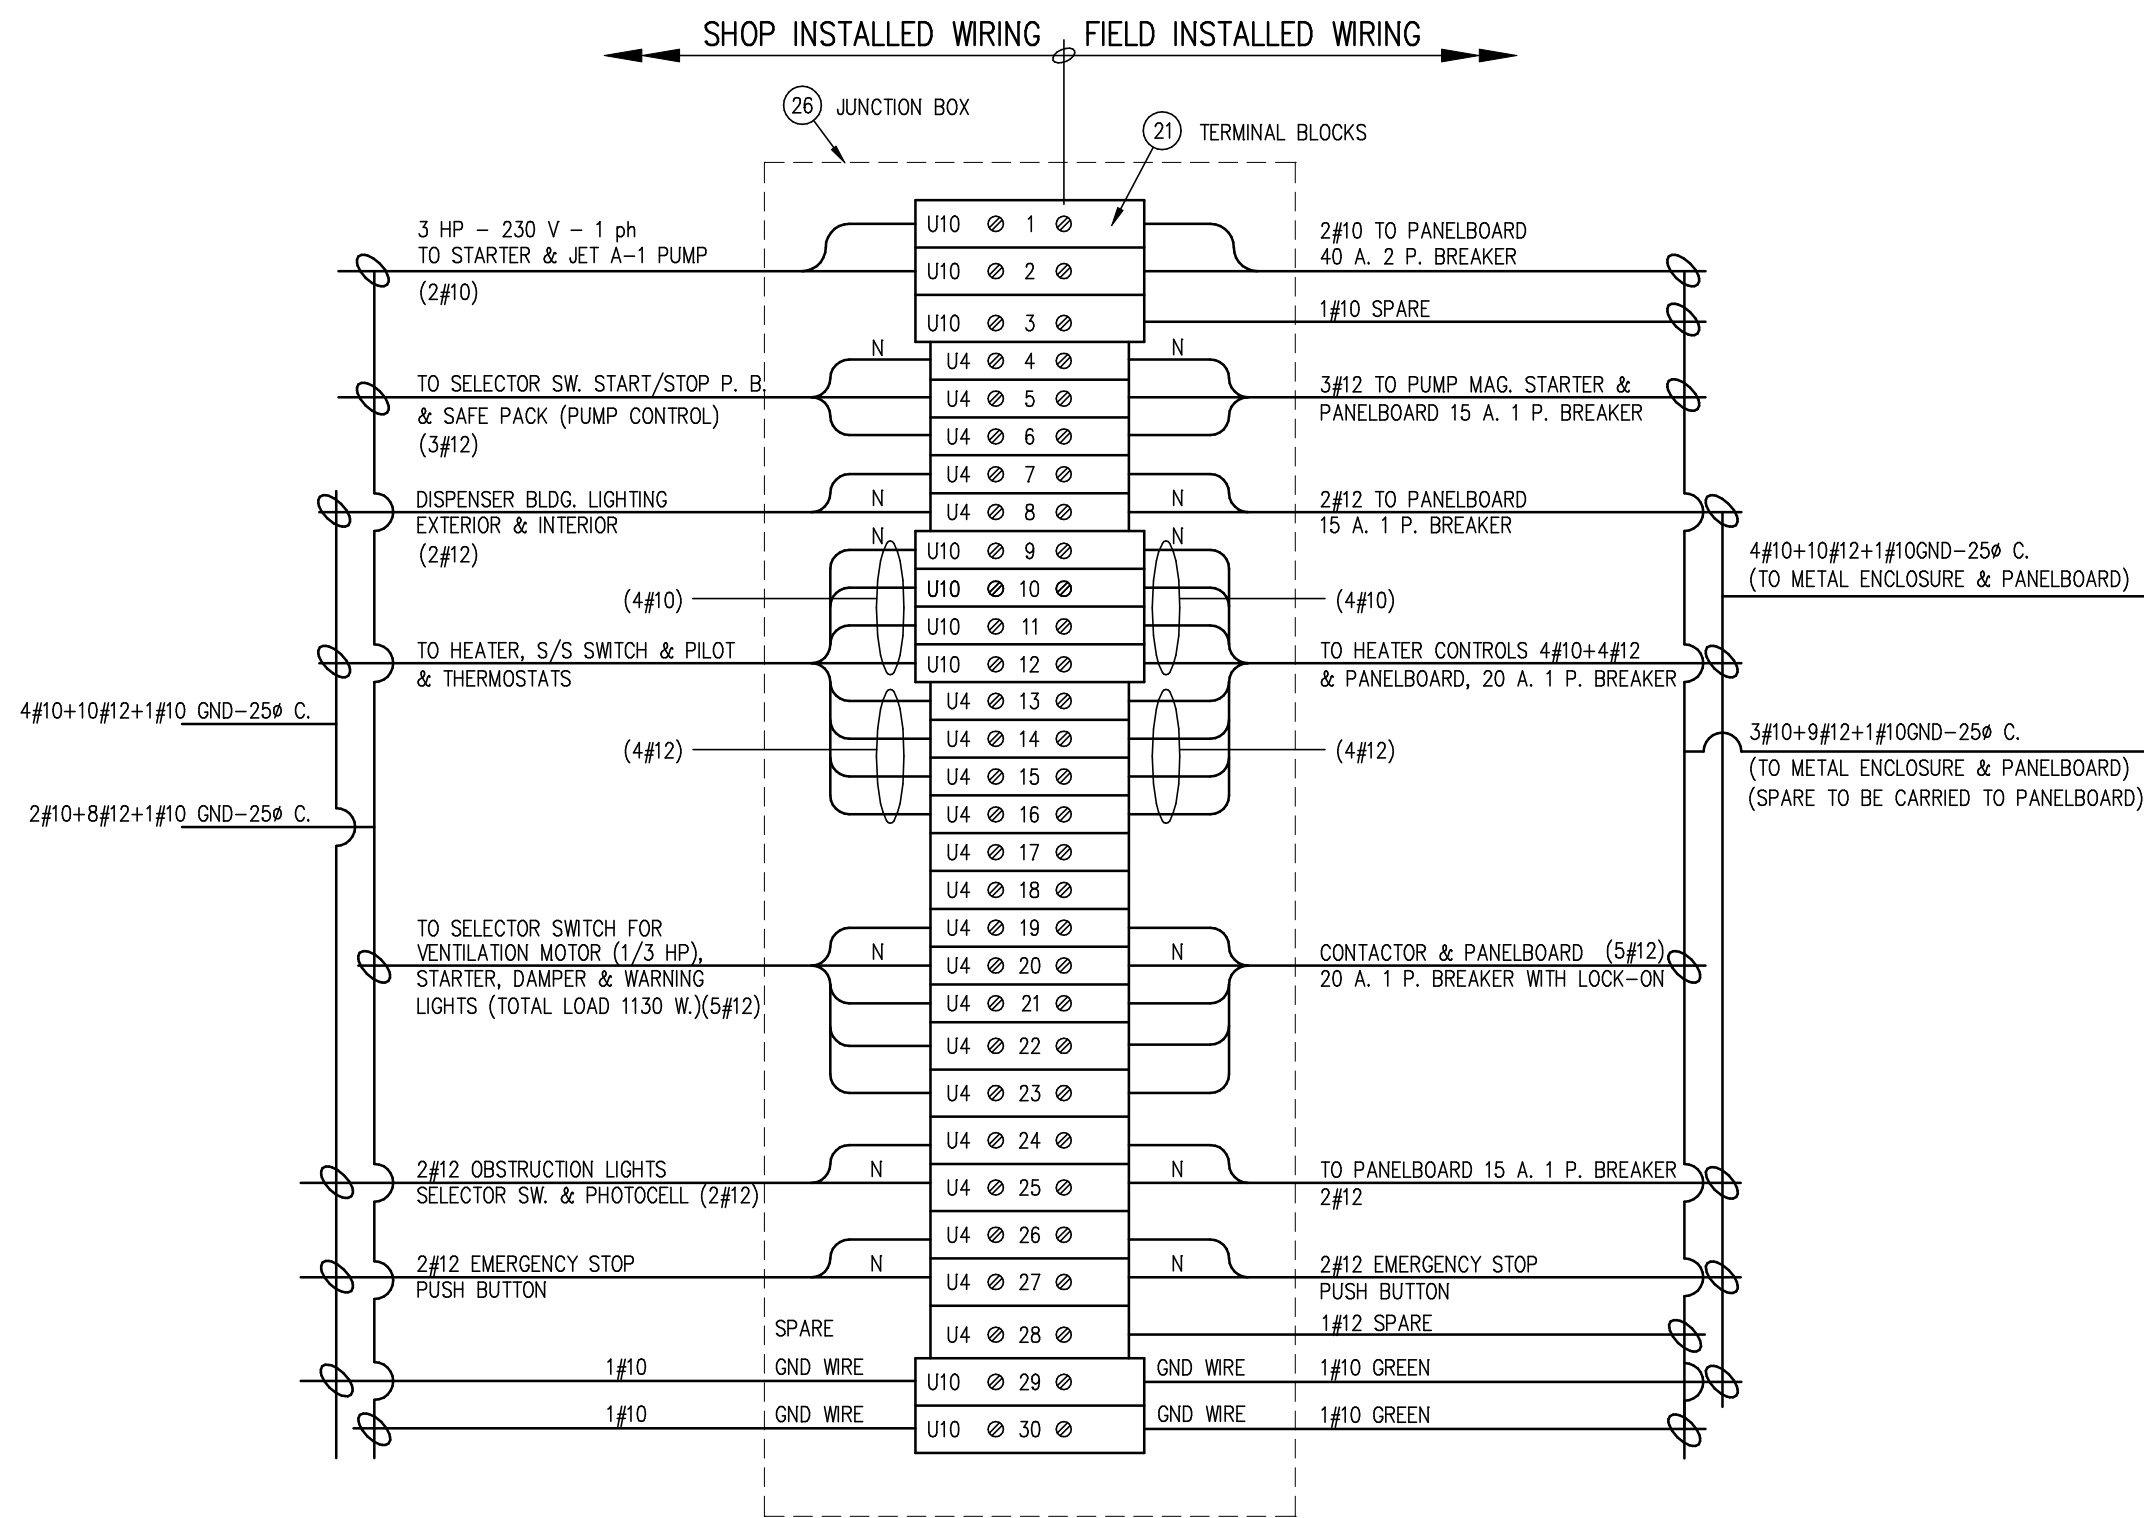 SHOP INSTALLED WIRING
FIELD INSTALLED WIRING
26
JUNCTION BOX
21
TERMINAL BLOCKS
3 HP - 230 V - 1 ph
TO STARTER & JET A-1 PUMP
(2#10)
TO SELECTOR SW. START/STOP P. B.
& SAFE PACK (PUMP CONTROL)
(3#12)
DISPENSER BLDG. LIGHTING
EXTERIOR & INTERIOR
(2#12)
(4#10)
TO HEATER, S/S SWITCH & PILOT
& THERMOSTATS
(4#12)
4#10+10#12+1#10 GND-25ø C.
2#10+8#12+1#10 GND-25ø C.
TO SELECTOR SWITCH FOR
VENTILATION MOTOR (1/3 HP),
STARTER, DAMPER & WARNING
LIGHTS (TOTAL LOAD 1130 W.)(5#12)
2#12 OBSTRUCTION LIGHTS
SELECTOR SW. & PHOTOCELL (2#12)
2#12 EMERGENCY STOP
PUSH BUTTON
SPARE
1#10 GND WIRE
1#10 GND WIRE
N
N
N
N
N
N
U10 1
U10 2
U10 3
U4 4
U4 5
U4 6
U4 7
U4 8
U10 9
U10 10
U10 11
U10 12
U4 13
U4 14
U4 15
U4 16
U4 17
U4 18
U4 19
U4 20
U4 21
U4 22
U4 23
U4 24
U4 25
U4 26
U4 27
U4 28
U10 29
U10 30
N
N
N
N
N
N
2#10 TO PANELBOARD
40 A. 2 P. BREAKER
1#10 SPARE
3#12 TO PUMP MAG. STARTER &
PANELBOARD 15 A. 1 P. BREAKER
2#12 TO PANELBOARD
15 A. 1 P. BREAKER
(4#10)
TO HEATER CONTROLS 4#10+4#12
& PANELBOARD, 20 A. 1 P. BREAKER
(4#12)
CONTACTOR & PANELBOARD (5#12)
20 A. 1 P. BREAKER WITH LOCK-ON
TO PANELBOARD 15 A. 1 P. BREAKER
2#12
2#12 EMERGENCY STOP
PUSH BUTTON
1#12 SPARE
GND WIRE 1#10 GREEN
GND WIRE 1#10 GREEN
4#10+10#12+1#10GND-25ø C.
(TO METAL ENCLOSURE & PANELBOARD)
3#10+9#12+1#10GND-25ø C.
(TO METAL ENCLOSURE & PANELBOARD)
(SPARE TO BE CARRIED TO PANELBOARD)